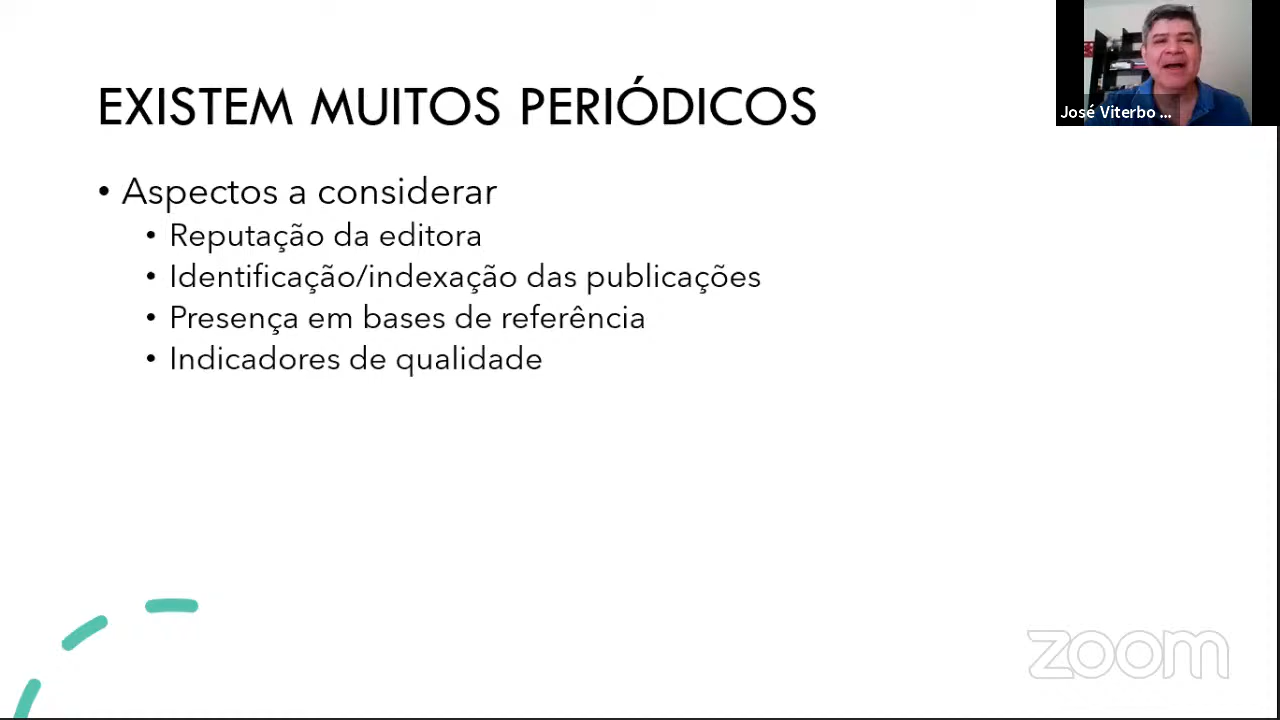 EXISTEM MUITOS PERIÓDICOS
José Viterbo ...
• Aspectos a considerar
• Reputação da editora
• Identificação/indexação das publicações
• Presença em bases de referência
• Indicadores de qualidade
zoom